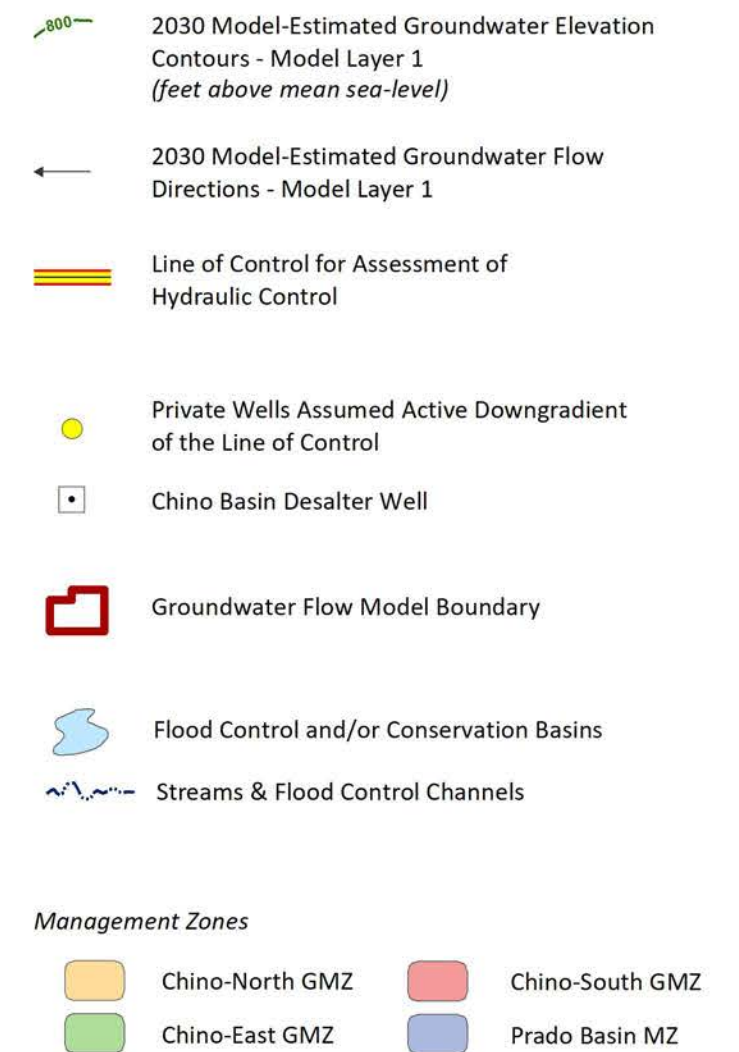 800
2030 Model-Estimated Groundwater Elevation
Contours - Model Layer 1
(feet above mean sea-level)
2030 Model-Estimated Groundwater Flow
Directions - Model Layer 1
Line of Control for Assessment of
Hydraulic Control
Private Wells Assumed Active Downgradient
of the Line of Control
Chino Basin Desalter Well
Groundwater Flow Model Boundary
Flood Control and/or Conservation Basins
Streams & Flood Control Channels
Management Zones
Chino-North GMZ
Chino-South GMZ
Chino-East GMZ
Prado Basin MZ